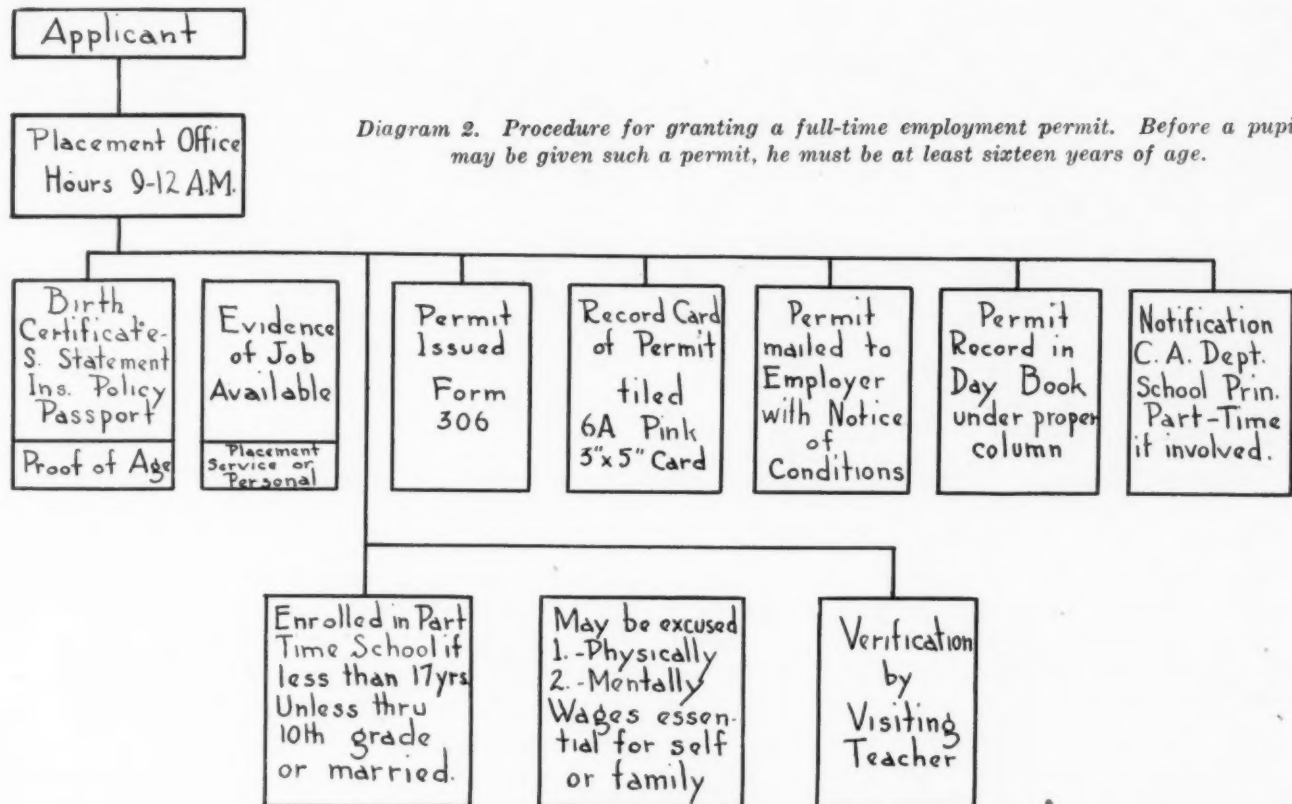 Applicant
Placement Office
Hours 9-12 A.M.
Diagram 2. Procedure for granting a full-time employment permit. Before a pupi
may be given such a permit, he must be at least sixteen years of age.
Birth
Certificate-
S. Statement
Ins. Policy
Passport
Proof of Age
Evidence
of Job
Available
Placement
Service or
Personal
Permit
Issued
Form
306
Record Card
of Permit
filed
6A Pink
3"x5" Card
Permit
mailed to
Employer
with Notice
of
Conditions
Permit
Record in
Day Book
under proper
column
Notification
C. A. Dept.
School Prin.
Part-Time
if involved.
Enrolled in Part
Time School if
less than 17yrs
Unless thru
10th grade
or married.
May be excused
1.-Physically
2.-Mentally
Wages essen-
tial for self
or family
Verification
by
Visiting
Teacher